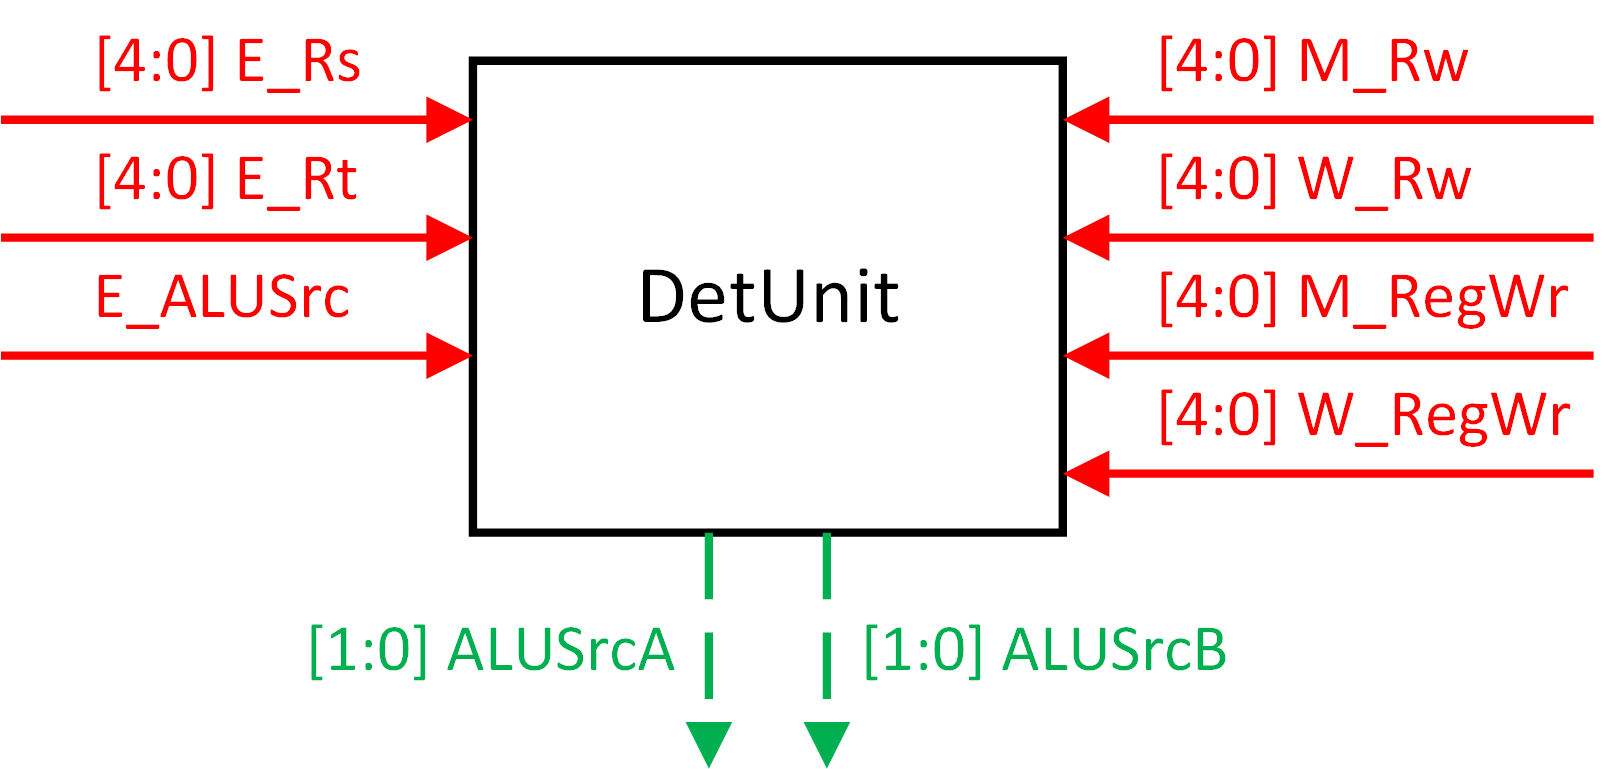 [4:0] E_Rs
[4:0] M_Rw
[4:0] E_Rt
[4:0] W_Rw
E_ALUSrc
DetUnit
[4:0] M_RegWr
[4:0] W_RegWr
[1:0] ALUSrcA
[1:0] ALUSrcB